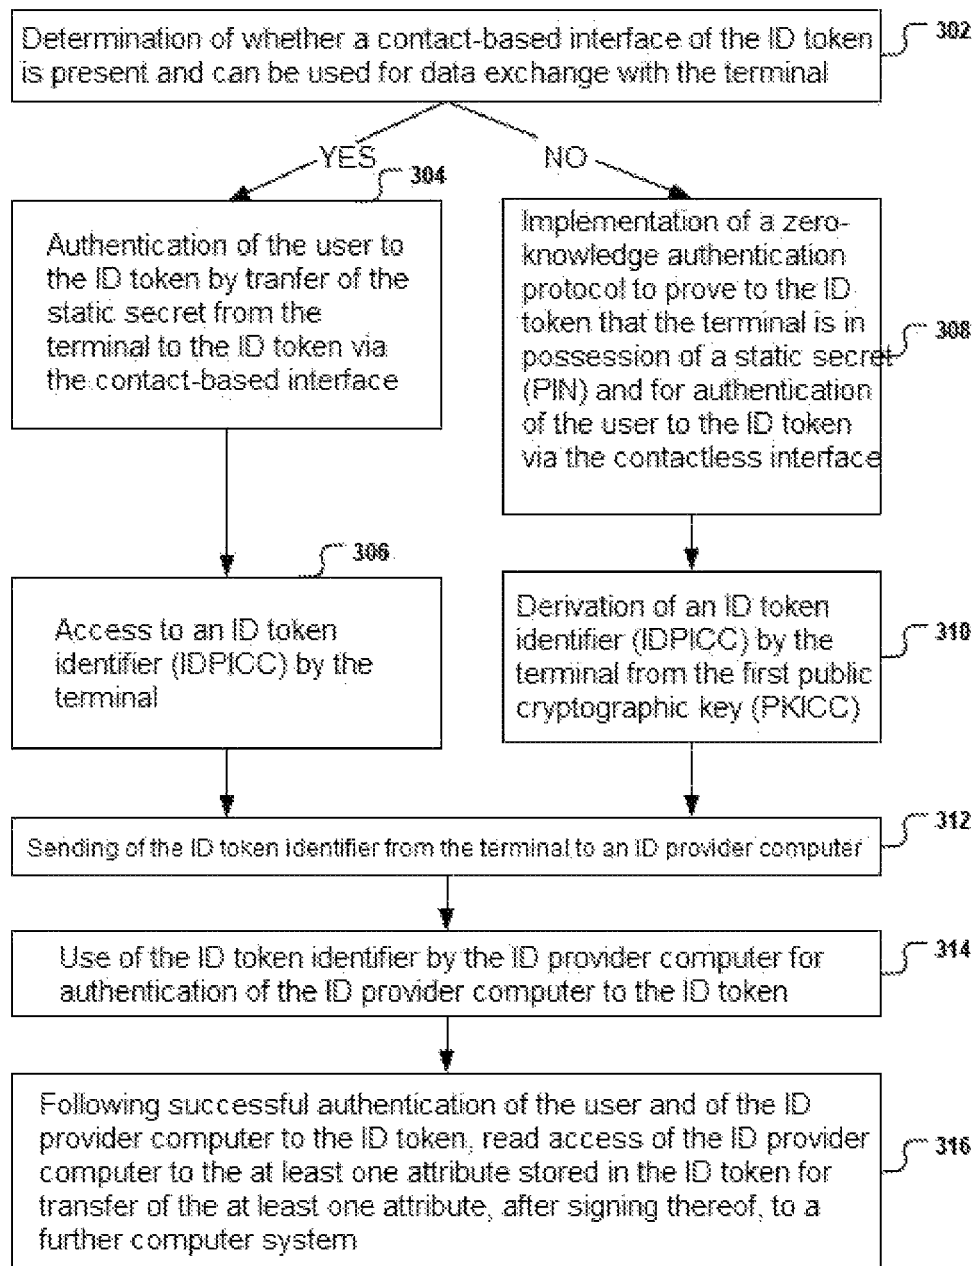 Determination of whether a contact-based interface of the ID token
is present and can be used for data exchange with the terminal
302
YES
NO
304
Authentication of the user to
the ID token by tranfer of the
static secret from the
terminal to the ID token via
the contact-based interface
Implementation of a zero-
knowledge authentication
protocol to prove to the ID
token that the terminal is in
possession of a static secret
(PIN) and for authentication
of the user to the ID token
via the contactless interface
308
306
Access to an ID token
identifier (IDPICC) by the
terminal
Derivation of an ID token
identifier (IDPICC) by the
terminal from the first public
cryptographic key (PKICC)
310
Sending of the ID token identifier from the terminal to an ID provider computer
312
Use of the ID token identifier by the ID provider computer for
authentication of the ID provider computer to the ID token
314
Following successful authentication of the user and of the ID
provider computer to the ID token, read access of the ID provider
computer to the at least one attribute stored in the ID token for
transfer of the at least one attribute, after signing thereof, to a
further computer system
316